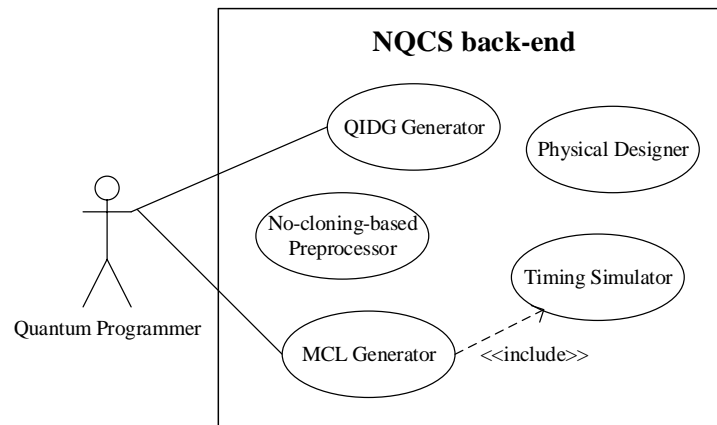 NQCS back-end
QIDG Generator
Physical Designer
No-cloning-based
Preprocessor
Timing Simulator
Quantum Programmer
MCL Generator
<<include>>